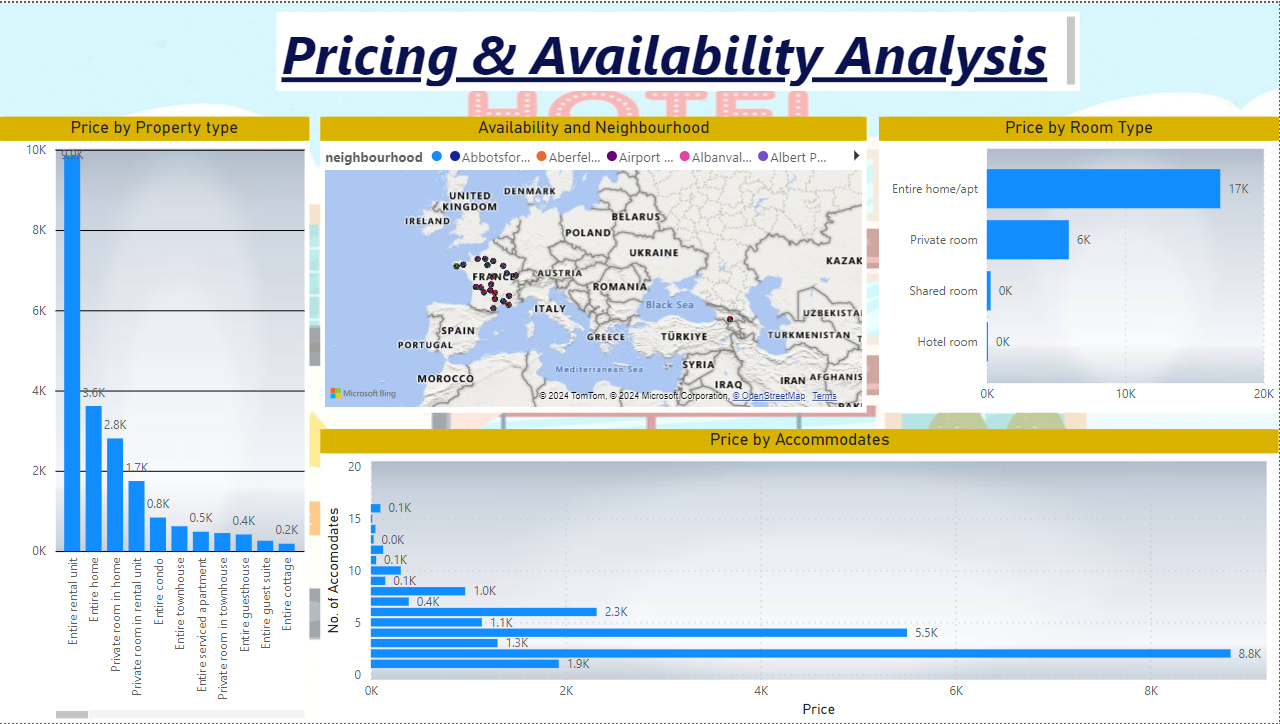 Pricing & Availability Analysis
HOTEL
Price by Property type
10K
8K
6K
4K
2K
0K
9.9K
3.6K
2.8K
1.7K
0.8K
0.5K
0.4K
0.2K
Entire rental unit
Entire home
Private room in home
Private room in rental unit
Entire condo
Entire townhouse
Entire serviced apartment
Private room in townhouse
Entire guesthouse
Entire guest suite
Entire cottage
Availability and Neighbourhood
neighbourhood Abbotsfor... Aberfel... Airport ... Albanval... Albert P...
UNITED
KINGDOM
DENMARK
IRELAND
BELARUS
POLAND
UKRAINE
KAZAK
FRANCE
AUSTRIA
ROMANIA
ITALY
Black Sea
UZBEKISTA
SPAIN
PORTUGAL
GREECE
TÜRKIYE
TURKMENISTAN
SYRIA
Mediterranean Sea
MOROCCO
IRAQ
IRAN
AFGHANIS
Microsoft Bing
© 2024 TomTom, © 2024 Microsoft Corporation, © OpenStreetMap Terms
Price by Room Type
Entire home/apt 17K
Private room 6K
Shared room 0K
Hotel room 0K
0K 10K 20K
Price by Accommodates
No. of Accomodates
20
15
10
5
0
0.1K
0.0K
0.1K
0.1K
1.0K
0.4K
2.3K
1.1K
5.5K
1.3K
8.8K
1.9K
0K 2K 4K 6K 8K
Price